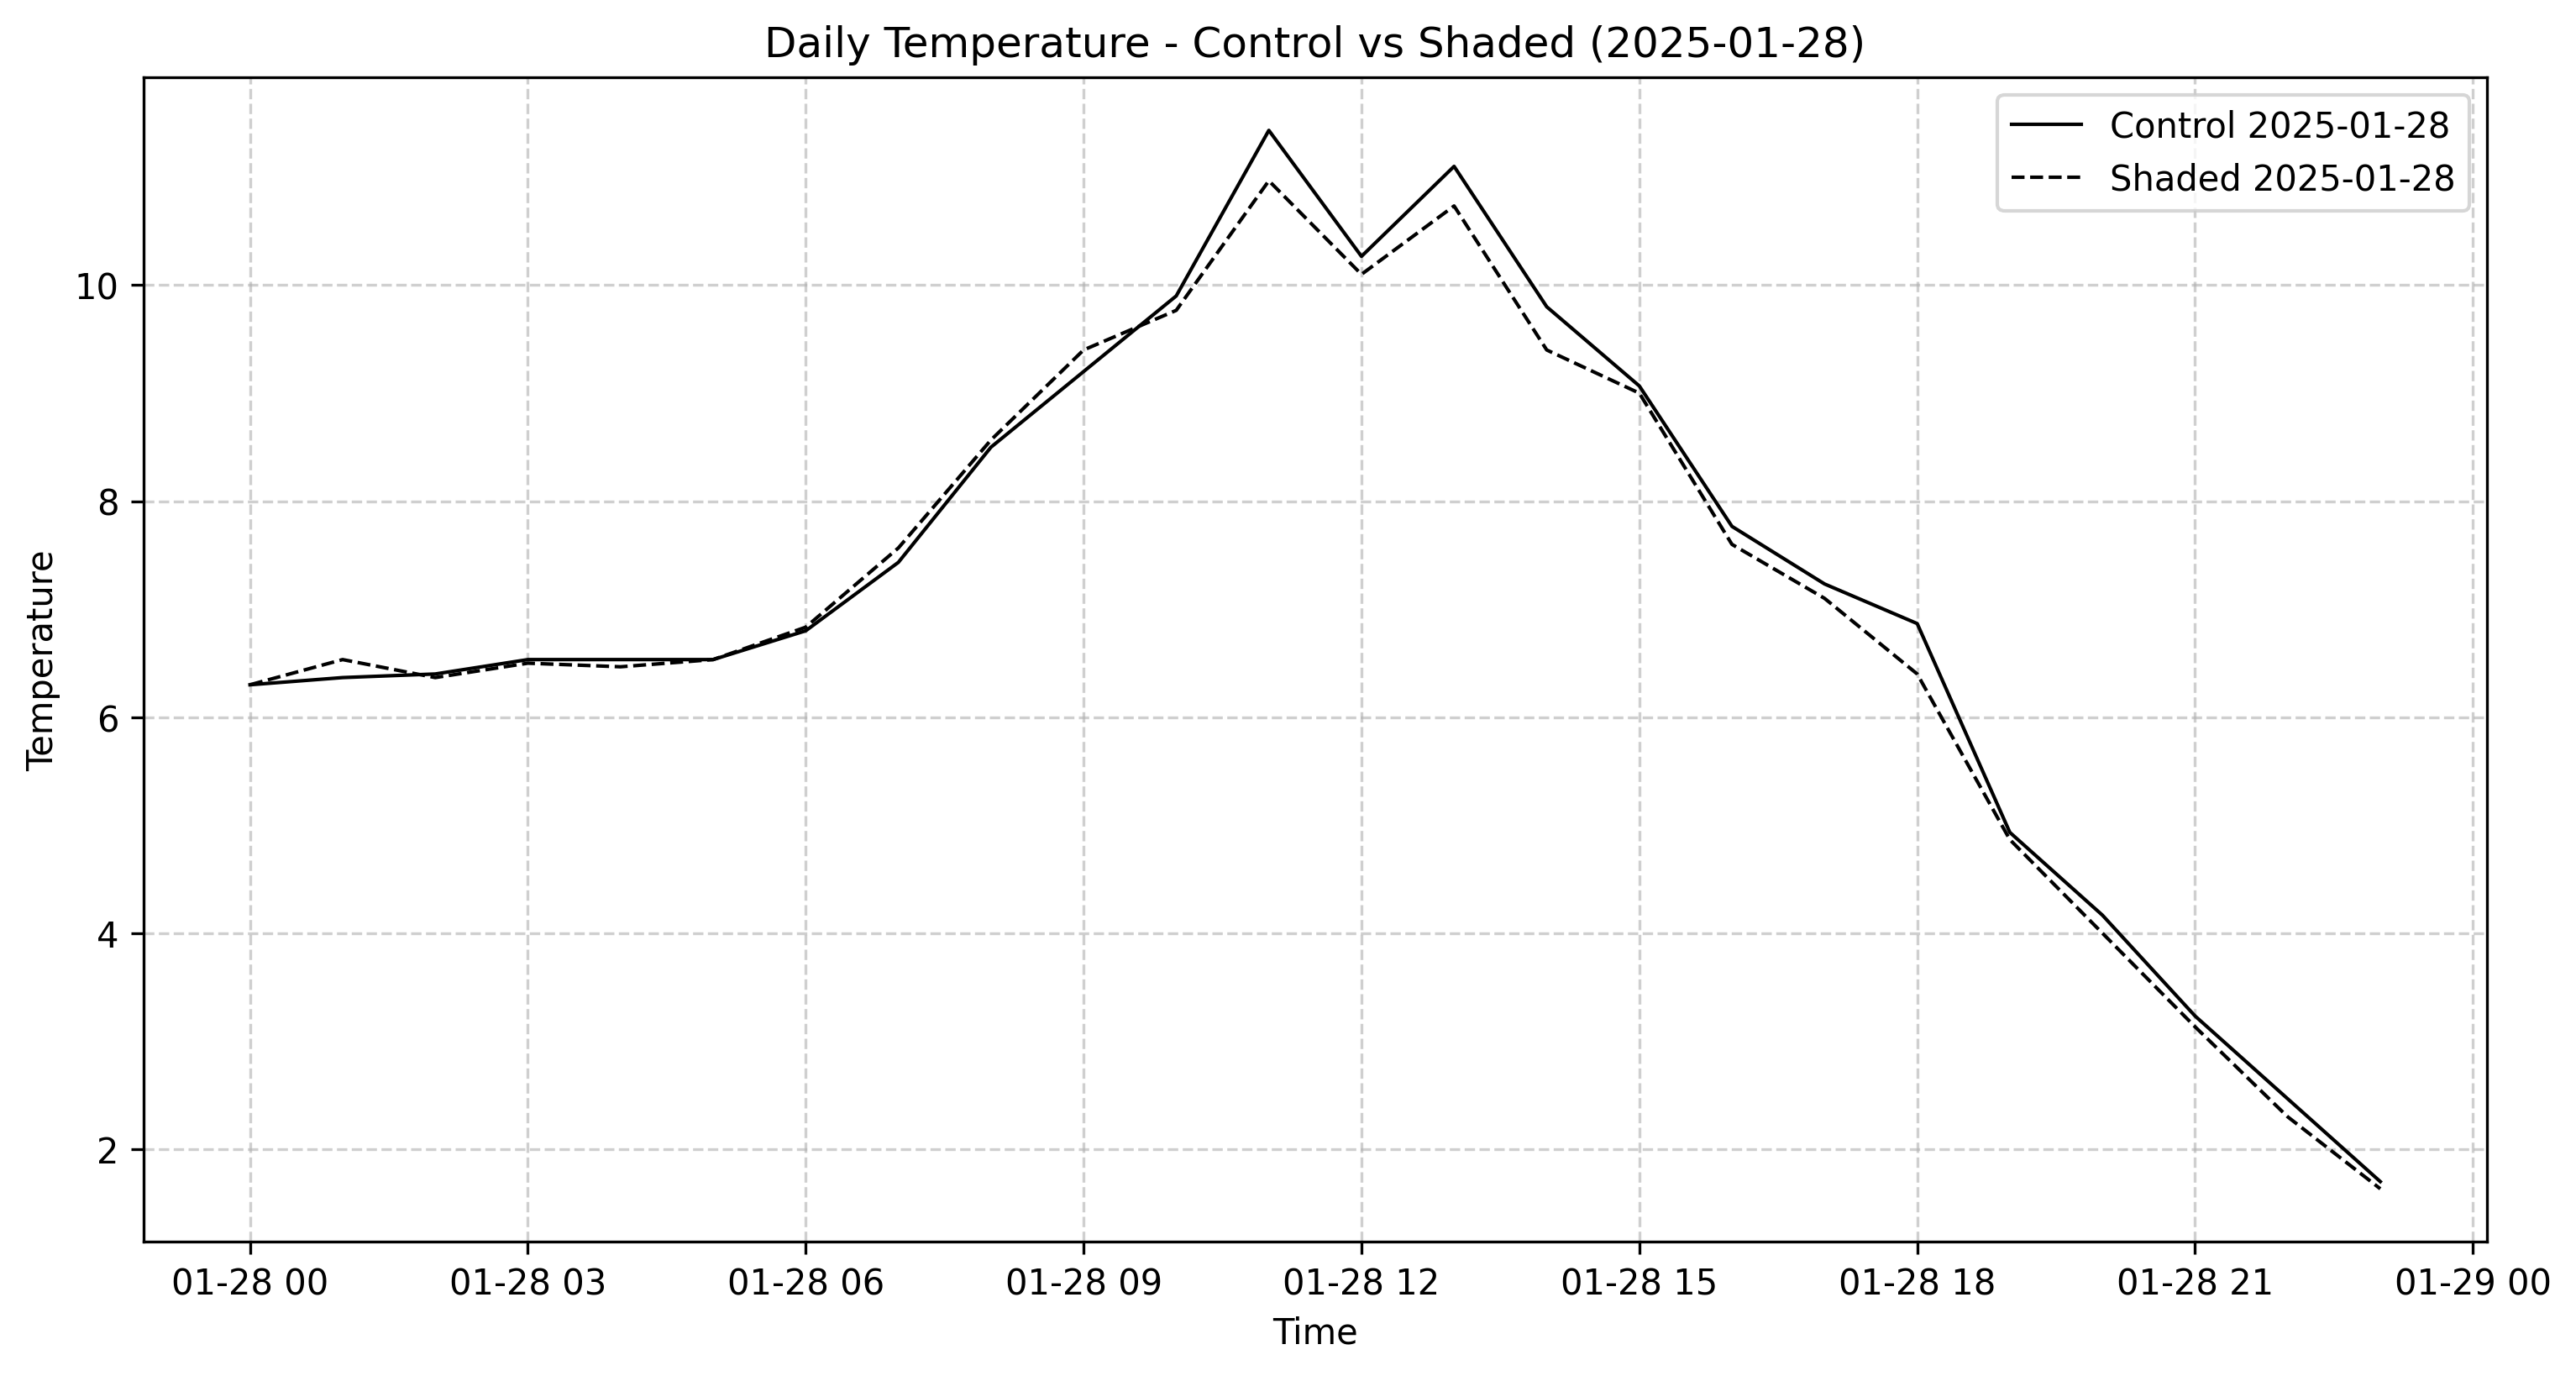 Daily Temperature - Control vs Shaded (2025-01-28)
Control 2025-01-28
Shaded 2025-01-28
Temperature
10
8
6
4
2
01-28 00
01-28 03
01-28 06
01-28 09
01-28 12
01-28 15
01-28 18
01-28 21
01-29 00
Time